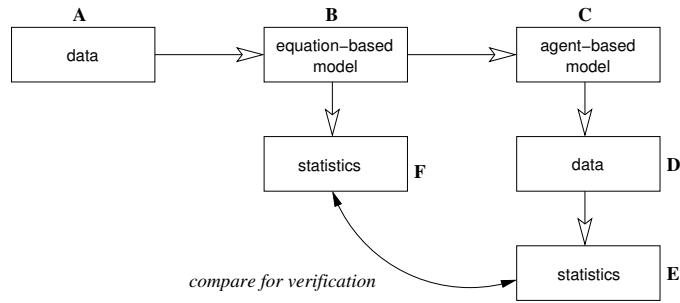 A
B
C
data
equation−based
model
agent−based
model
statistics
F
data
D
compare for verification
statistics
E